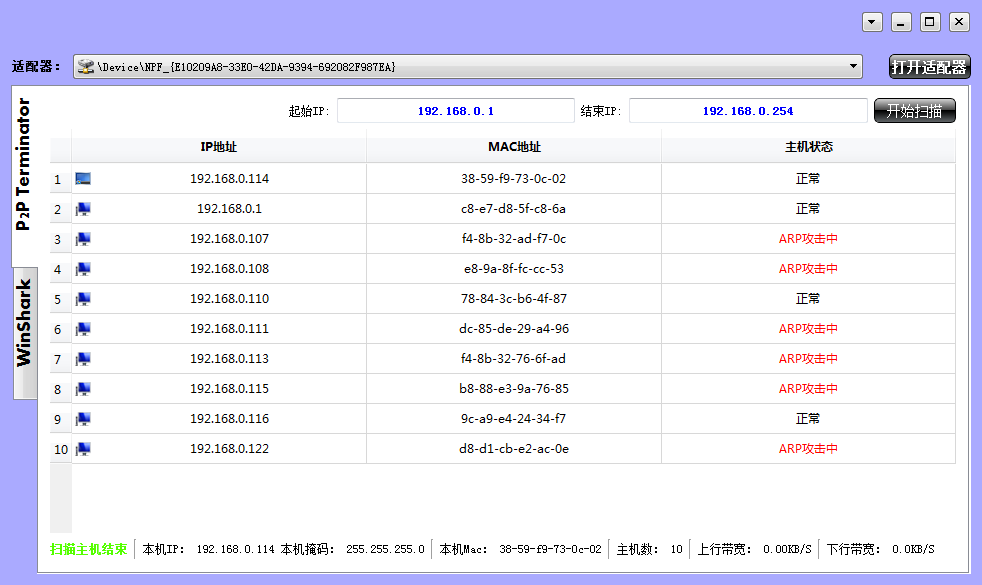 适配器： \Device\NPF_{E10209A8-33E0-42DA-9394-692082F987EA} 打开适配器
P2P Terminator
WinShark
起始IP: 192.168.0.1 结束IP: 192.168.0.254 开始扫描
IP地址 MAC地址 主机状态
1 192.168.0.114 38-59-f9-73-0c-02 正常
2 192.168.0.1 c8-e7-d8-5f-c8-6a 正常
3 192.168.0.107 f4-8b-32-ad-f7-0c ARP攻击中
4 192.168.0.108 e8-9a-8f-fc-cc-53 ARP攻击中
5 192.168.0.110 78-84-3c-b6-4f-87 正常
6 192.168.0.111 dc-85-de-29-a4-96 ARP攻击中
7 192.168.0.113 f4-8b-32-76-6f-ad ARP攻击中
8 192.168.0.115 b8-88-e3-9a-76-85 ARP攻击中
9 192.168.0.116 9c-a9-e4-24-34-f7 正常
10 192.168.0.122 d8-d1-cb-e2-ac-0e ARP攻击中
扫描主机结束 本机IP： 192.168.0.114 本机掩码： 255.255.255.0 本机Mac： 38-59-f9-73-0c-02 主机数： 10 上行带宽： 0.00KB/S 下行带宽： 0.0KB/S